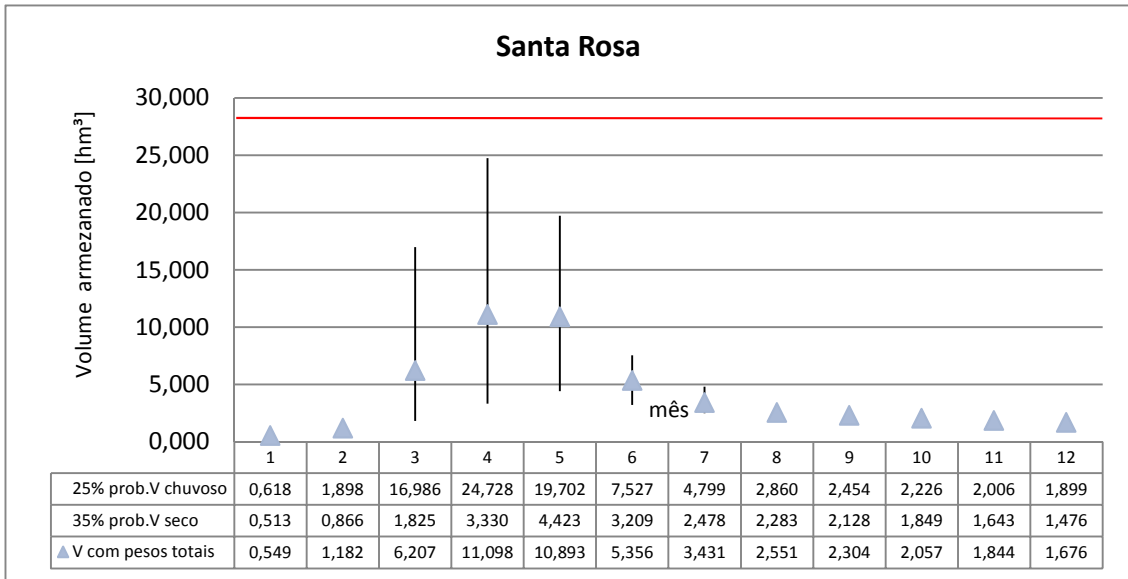 Santa Rosa
Volume armezanado [hm³]
30,000
25,000
20,000
15,000
10,000
5,000
0,000
mês
1 2 3 4 5 6 7 8 9 10 11 12
25% prob.V chuvoso 0,618 1,898 16,986 24,728 19,702 7,527 4,799 2,860 2,454 2,226 2,006 1,899
35% prob.V seco 0,513 0,866 1,825 3,330 4,423 3,209 2,478 2,283 2,128 1,849 1,643 1,476
V com pesos totais 0,549 1,182 6,207 11,098 10,893 5,356 3,431 2,551 2,304 2,057 1,844 1,676